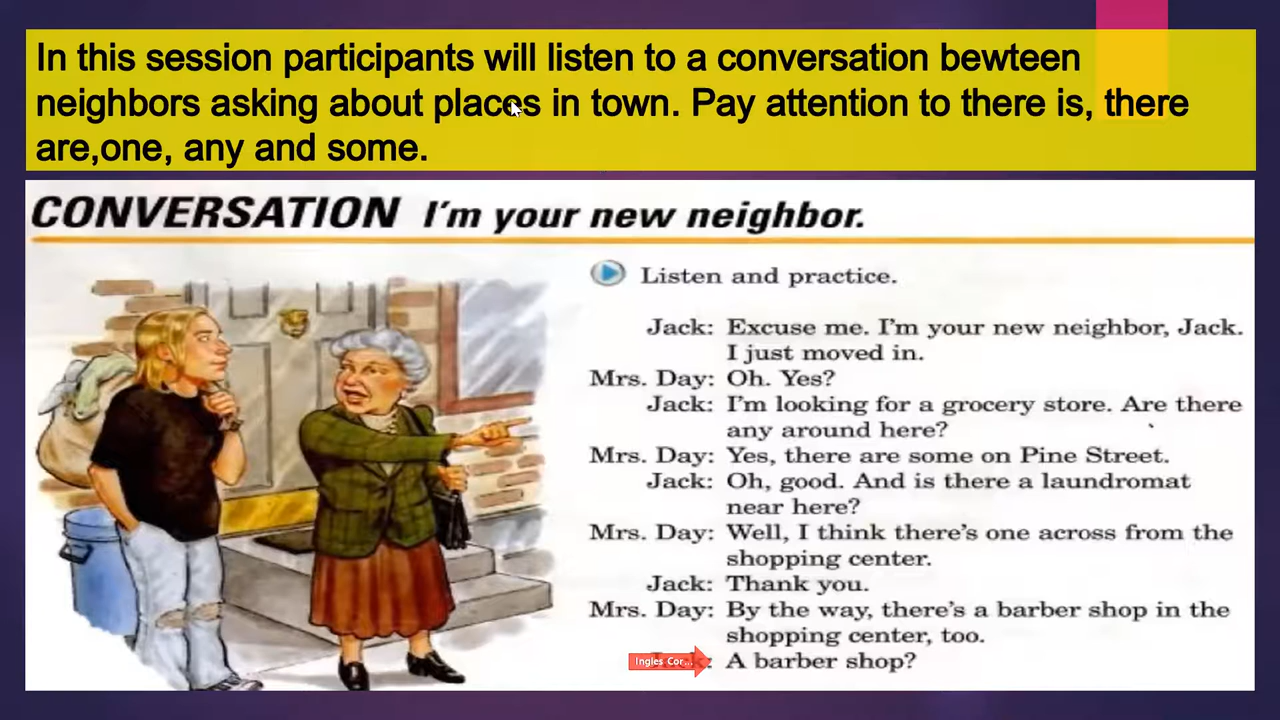 In this session participants will listen to a conversation bewteen
neighbors asking about places in town. Pay attention to there is, there
are,one, any and some.
CONVERSATION I'm your new neighbor.
Listen and practice.
Jack: Excuse me. I'm your new neighbor, Jack.
I just moved in.
Mrs. Day: Oh. Yes?
Jack: I'm looking for a grocery store. Are there
any around here?
Mrs. Day: Yes, there are some on Pine Street.
Jack: Oh, good. And is there a laundromat
near here?
Mrs. Day: Well, I think there's one across from the
shopping center.
Jack: Thank you.
Mrs. Day: By the way, there's a barber shop in the
shopping center, too.
Jack: A barber shop?
Ingles Cor...